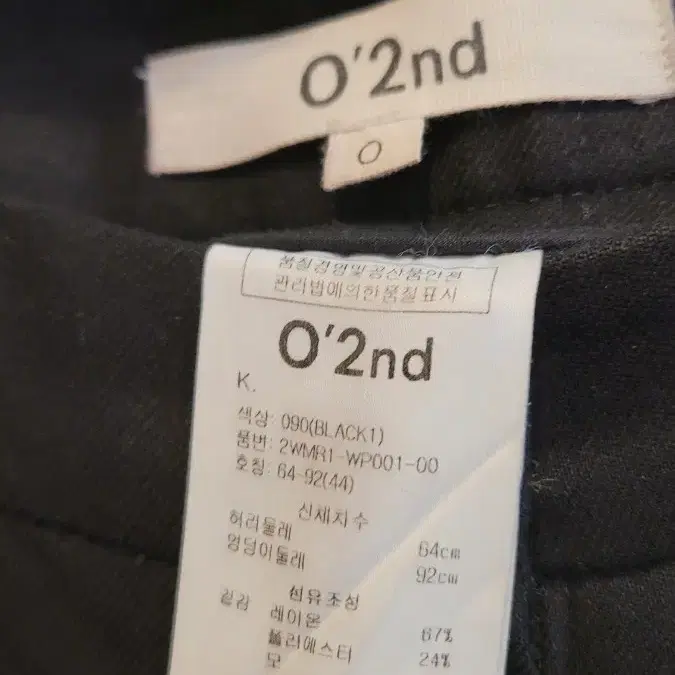 O'2nd
O
품질경영및공산품안전
관리법에의한품질표시
O'2nd
K.
색상: 090(BLACK1)
품번: 2WMR1-WP001-00
호칭: 64-92(44)
신체치수
허리둘레 64cm
엉덩이둘레 92cm
섬유조성
겉감 레이온 67%
폴리에스터 24%
모